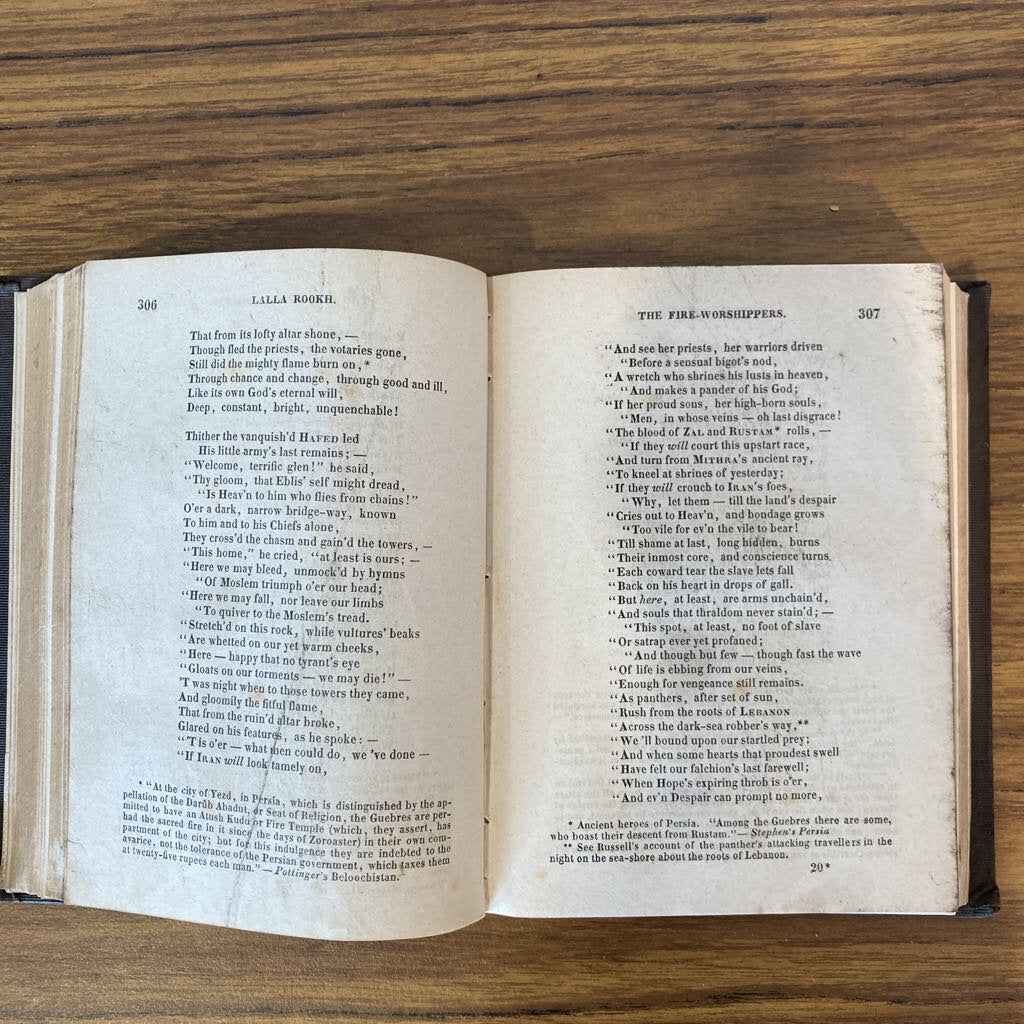 306
LALLA ROOKH.
That from its lofty altar shone, —
Though fled the priests, the votaries gone,
Still did the mighty flame burn on,*
Through chance and change, through good and ill,
Like its own God's eternal will,
Deep, constant, bright, unquenchable!
Thither the vanquish'd HAFED led
His little army's last remains; —
“Welcome, terrific glen!” he said,
“Thy gloom, that Eblis' self might dread,
“Is Heav'n to him who flies from chains!”
O'er a dark, narrow bridge-way, known
To him and to his Chiefs alone,
They cross'd the chasm and gain'd the towers, —
“This home,” he cried, “at least is ours; —
“Here we may bleed, unmock'd by hymns
“Of Moslem triumph o'er our head;
“Here we may fall, nor leave our limbs
“To quiver to the Moslem's tread.
“Stretch'd on this rock, while vultures' beaks
“Are whetted on our yet warm cheeks,
“Here — happy that no tyrant's eye
“Gloats on our torments — we may die!” —
'T was night when to those towers they came,
And gloomily the fitful flame,
That from the ruin'd altar broke,
Glared on his features, as he spoke: —
“'Tis o'er — what men could do, we 've done —
“If IRAN will look tamely on,
* “At the city of Yezd, in Persia, which is distinguished by the ap-
pellation of the Darûb Abadut, or Seat of Religion, the Guebres are per-
mitted to have an Atush Kudu or Fire Temple (which, they assert, has
had the sacred fire in it since the days of Zoroaster) in their own com-
partment of the city; but for this indulgence they are indebted to the
avarice, not the tolerance of the Persian government, which taxes them
at twenty-five rupees each man.” — Pottinger's Beloochistan.
THE FIRE-WORSHIPPERS.
307
“And see her priests, her warriors driven
“Before a sensual bigot's nod,
“A wretch who shrines his lusts in heaven,
“And makes a pander of his God;
“If her proud sons, her high-born souls,
“Men, in whose veins — oh last disgrace!
“The blood of ZAL and RUSTAM* rolls, —
“If they will court this upstart race,
“And turn from MITHRA's ancient ray,
“To kneel at shrines of yesterday;
“If they will crouch to IRAN's foes,
“Why, let them — till the land's despair
“Cries out to Heav'n, and bondage grows
“Too vile for ev'n the vile to bear!
“Till shame at last, long hidden, burns
“Their inmost core, and conscience turns
“Each coward tear the slave lets fall
“Back on his heart in drops of gall.
“But here, at least, are arms unchain'd,
“And souls that thraldom never stain'd; —
“This spot, at least, no foot of slave
“Or satrap ever yet profaned;
“And though but few — though fast the wave
“Of life is ebbing from our veins,
“Enough for vengeance still remains.
“As panthers, after set of sun,
“Rush from the roots of LEBANON
“Across the dark-sea robber's way,**
“We 'll bound upon our startled prey;
“And when some hearts that proudest swell
“Have felt our falchion's last farewell;
“When Hope's expiring throb is o'er,
“And ev'n Despair can prompt no more,
* Ancient heroes of Persia. “Among the Guebres there are some,
who boast their descent from Rustam.” — Stephen's Persia
** See Russell's account of the panther's attacking travellers in the
night on the sea-shore about the roots of Lebanon.
20*